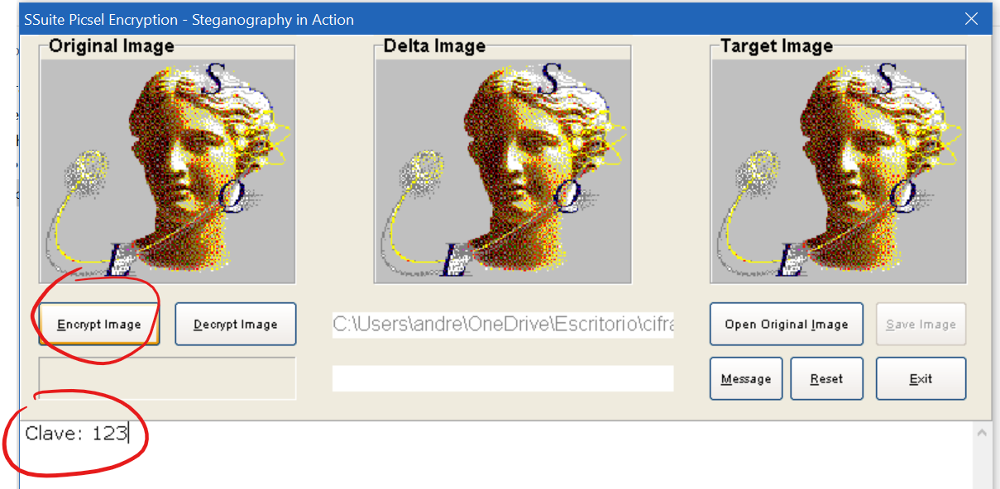 SSuite Picsel Encryption - Steganography in Action
Original Image
Delta Image
Target Image
S
Q
L
S
Q
L
S
Q
L
Encrypt Image
Decrypt Image
C:\Users\andre\OneDrive\Escritorio\cifra
Open Original Image
Save Image
Message
Reset
Exit
Clave: 123